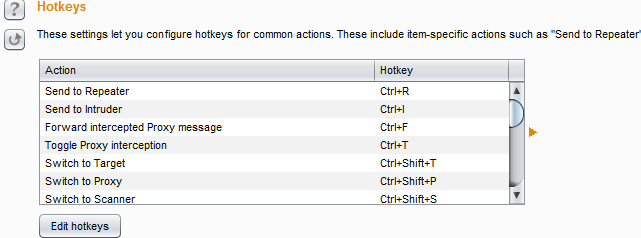 ?
Hotkeys
These settings let you configure hotkeys for common actions. These include item-specific actions such as "Send to Repeater"
Action Hotkey
Send to Repeater Ctrl+R
Send to Intruder Ctrl+I
Forward intercepted Proxy message Ctrl+F
Toggle Proxy interception Ctrl+T
Switch to Target Ctrl+Shift+T
Switch to Proxy Ctrl+Shift+P
Switch to Scanner Ctrl+Shift+S
Edit hotkeys